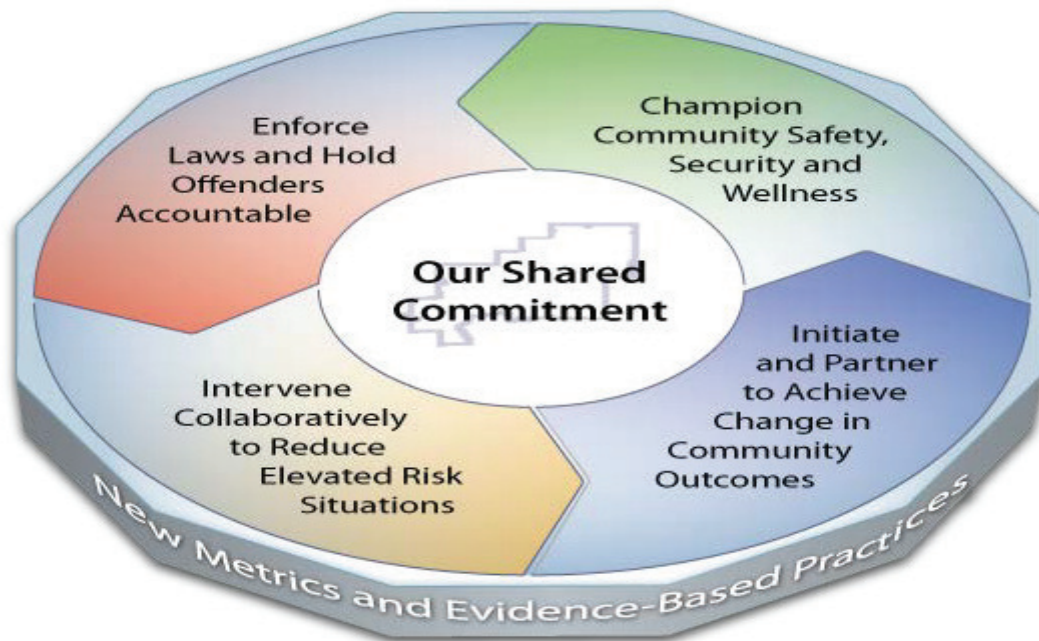 Enforce
Laws and Hold
Offenders
Accountable
Champion
Community Safety,
Security and
Wellness
Our Shared
Commitment
Intervene
Collaboratively
to Reduce
Elevated Risk
Situations
Initiate
and Partner
to Achieve
Change in
Community
Outcomes
New Metrics and Evidence-Based Practices